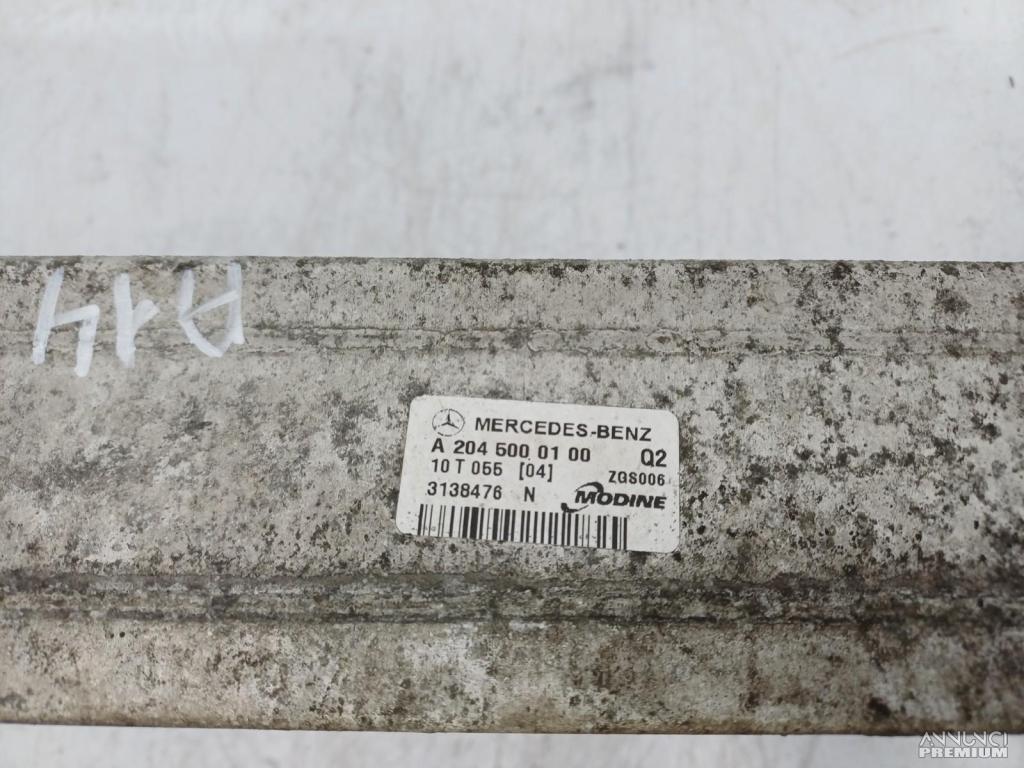 A14
MERCEDES-BENZ
A 204 500 01 00 Q2
10 T 055 [04] ZGS006
3138476 N MODINE
ANNUNCI
PREMIUM